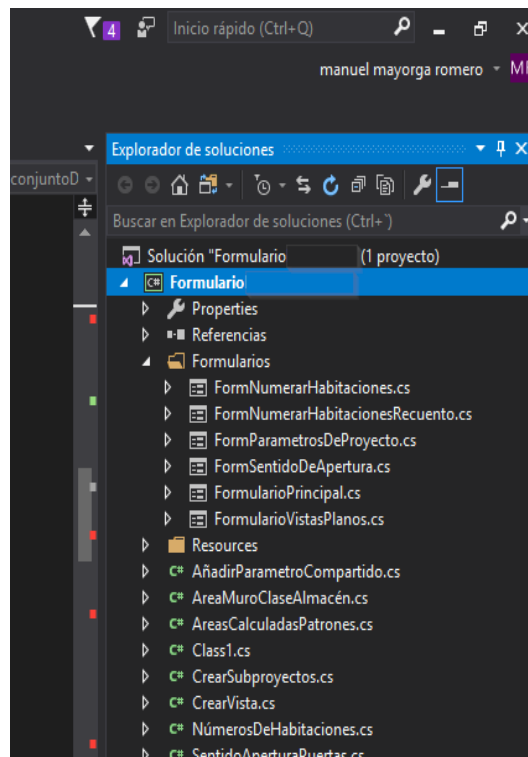 4
Inicio rápido (Ctrl+Q)
manuel mayorga romero
conjuntoD
Explorador de soluciones
Buscar en Explorador de soluciones (Ctrl+`)
Solución "Formulario (1 proyecto)
C# Formulario
Properties
Referencias
Formularios
FormNumerarHabitaciones.cs
FormNumerarHabitacionesRecuento.cs
FormParametrosDeProyecto.cs
FormSentidoDeApertura.cs
FormularioPrincipal.cs
FormularioVistasPlanos.cs
Resources
C# AñadirParametroCompartido.cs
C# AreaMuroClaseAlmacén.cs
C# AreasCalculadasPatrones.cs
C# Class1.cs
C# CrearSubproyectos.cs
C# CrearVista.cs
C# NúmerosDeHabitaciones.cs
C# SentidoAperturaPuertas.cs